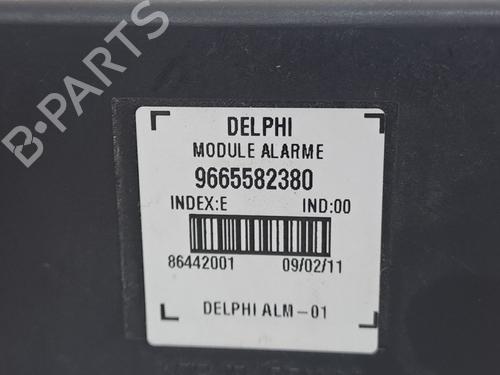 B-PARTS
DELPHI
MODULE ALARME
9665582380
INDEX:E IND:00
86442001 09/02/11
DELPHI ALM-01